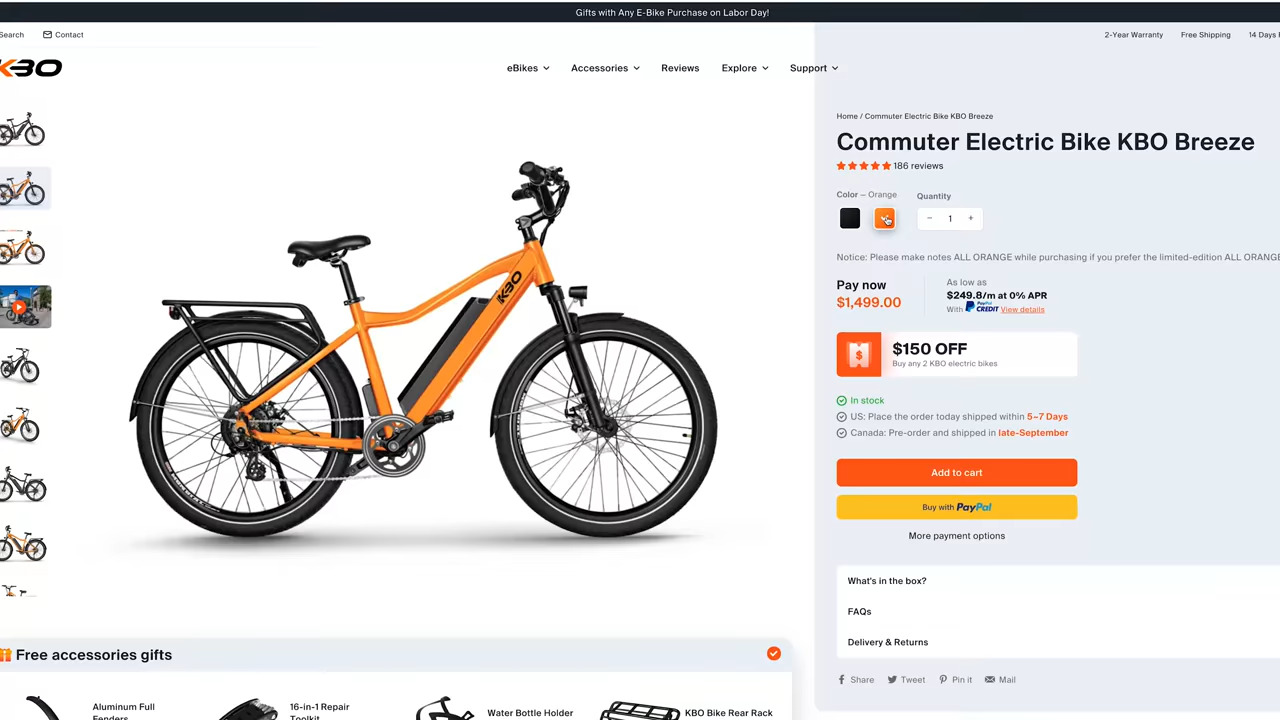 Gifts with Any E-Bike Purchase on Labor Day!
Search Contact 2-Year Warranty Free Shipping 14 Days
KBO eBikes Accessories Reviews Explore Support
Home / Commuter Electric Bike KBO Breeze
Commuter Electric Bike KBO Breeze
186 reviews
Color — Orange Quantity
− 1 +
Notice: Please make notes ALL ORANGE while purchasing if you prefer the limited-edition ALL ORANGE
Pay now As low as
$1,499.00 $249.8/m at 0% APR
With PayPal CREDIT View details
$ $150 OFF
Buy any 2 KBO electric bikes
In stock
US: Place the order today shipped within 5–7 Days
Canada: Pre-order and shipped in late-September
Add to cart
Buy with PayPal
More payment options
What's in the box?
FAQs
Delivery & Returns
Share Tweet Pin it Mail
KBO
Free accessories gifts
Aluminum Full 16-in-1 Repair Water Bottle Holder KBO Bike Rear Rack
Fenders Toolkit